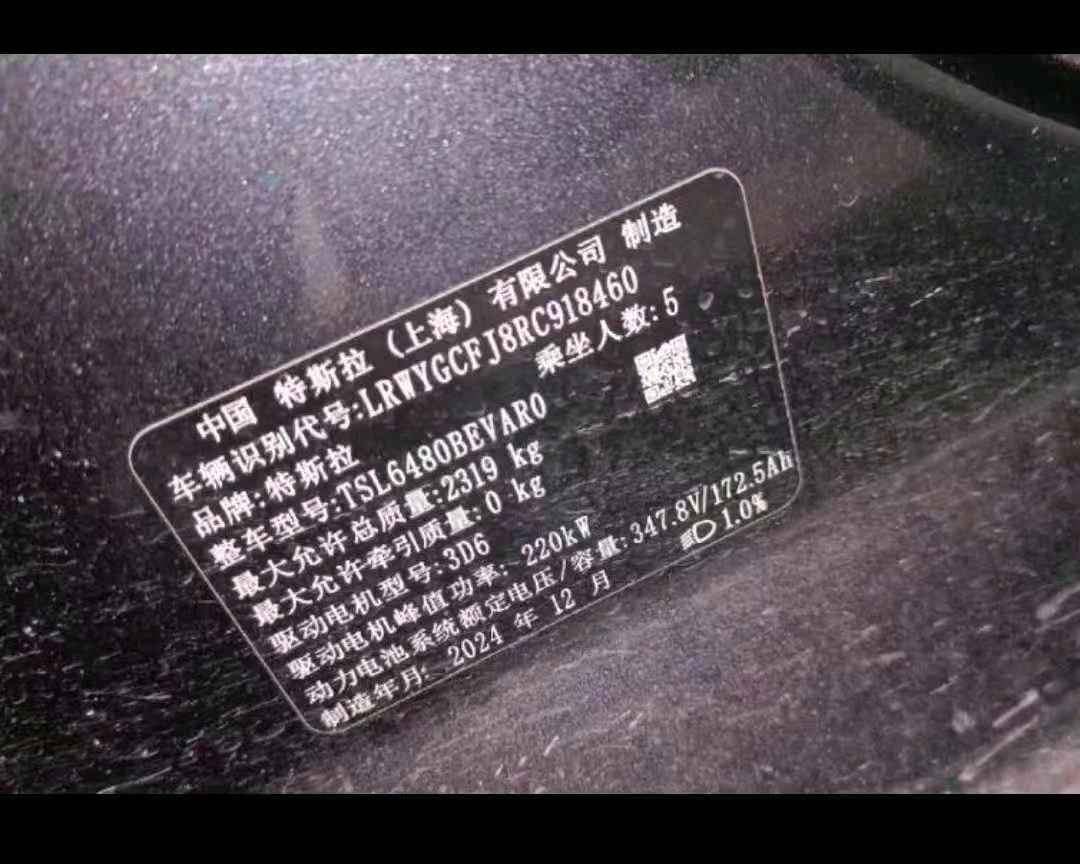 中国 特斯拉 (上海) 有限公司 制造
车辆识别代号:LRWYGCFJ8RC918460
品牌:特斯拉 乘坐人数:5
整车型号:TSL6480BEVAR0
最大允许总质量:2319 kg
最大允许牵引质量:0 kg
驱动电机型号:3D6
驱动电机峰值功率: 220kW
动力电池系统额定电压/容量:347.8V/172.5Ah
制造年月: 2024 年 12 月 1.0%